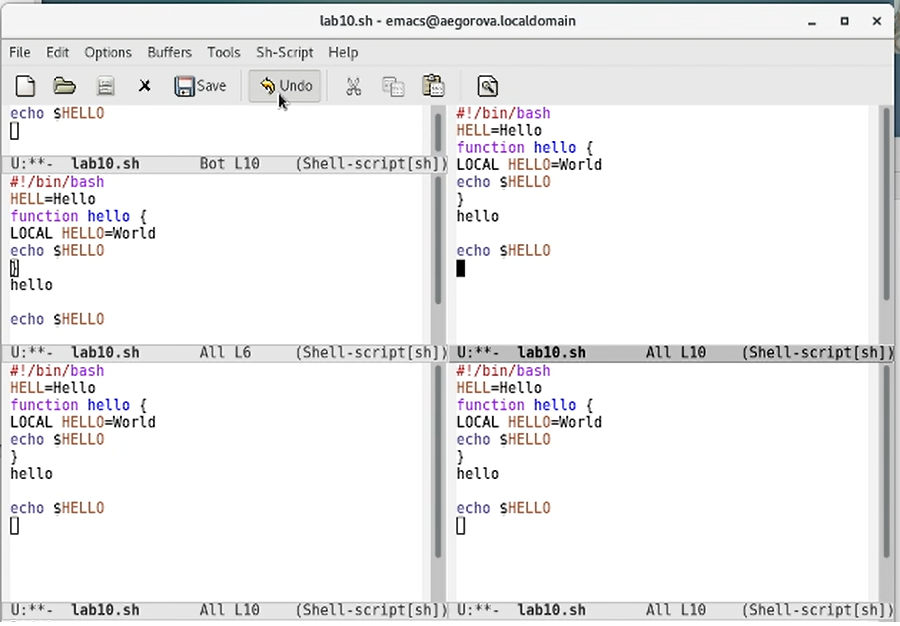 lab10.sh - emacs@aegorova.localdomain
File Edit Options Buffers Tools Sh-Script Help
Save Undo
echo $HELLO
U:**- lab10.sh Bot L10 (Shell-script[sh])
#!/bin/bash
HELL=Hello
function hello {
LOCAL HELLO=World
echo $HELLO
}
hello
echo $HELLO
U:**- lab10.sh All L6 (Shell-script[sh])
#!/bin/bash
HELL=Hello
function hello {
LOCAL HELLO=World
echo $HELLO
}
hello
echo $HELLO
U:**- lab10.sh All L10 (Shell-script[sh])
#!/bin/bash
HELL=Hello
function hello {
LOCAL HELLO=World
echo $HELLO
}
hello
echo $HELLO
U:**- lab10.sh All L10 (Shell-script[sh])
#!/bin/bash
HELL=Hello
function hello {
LOCAL HELLO=World
echo $HELLO
}
hello
echo $HELLO
U:**- lab10.sh All L10 (Shell-script[sh])